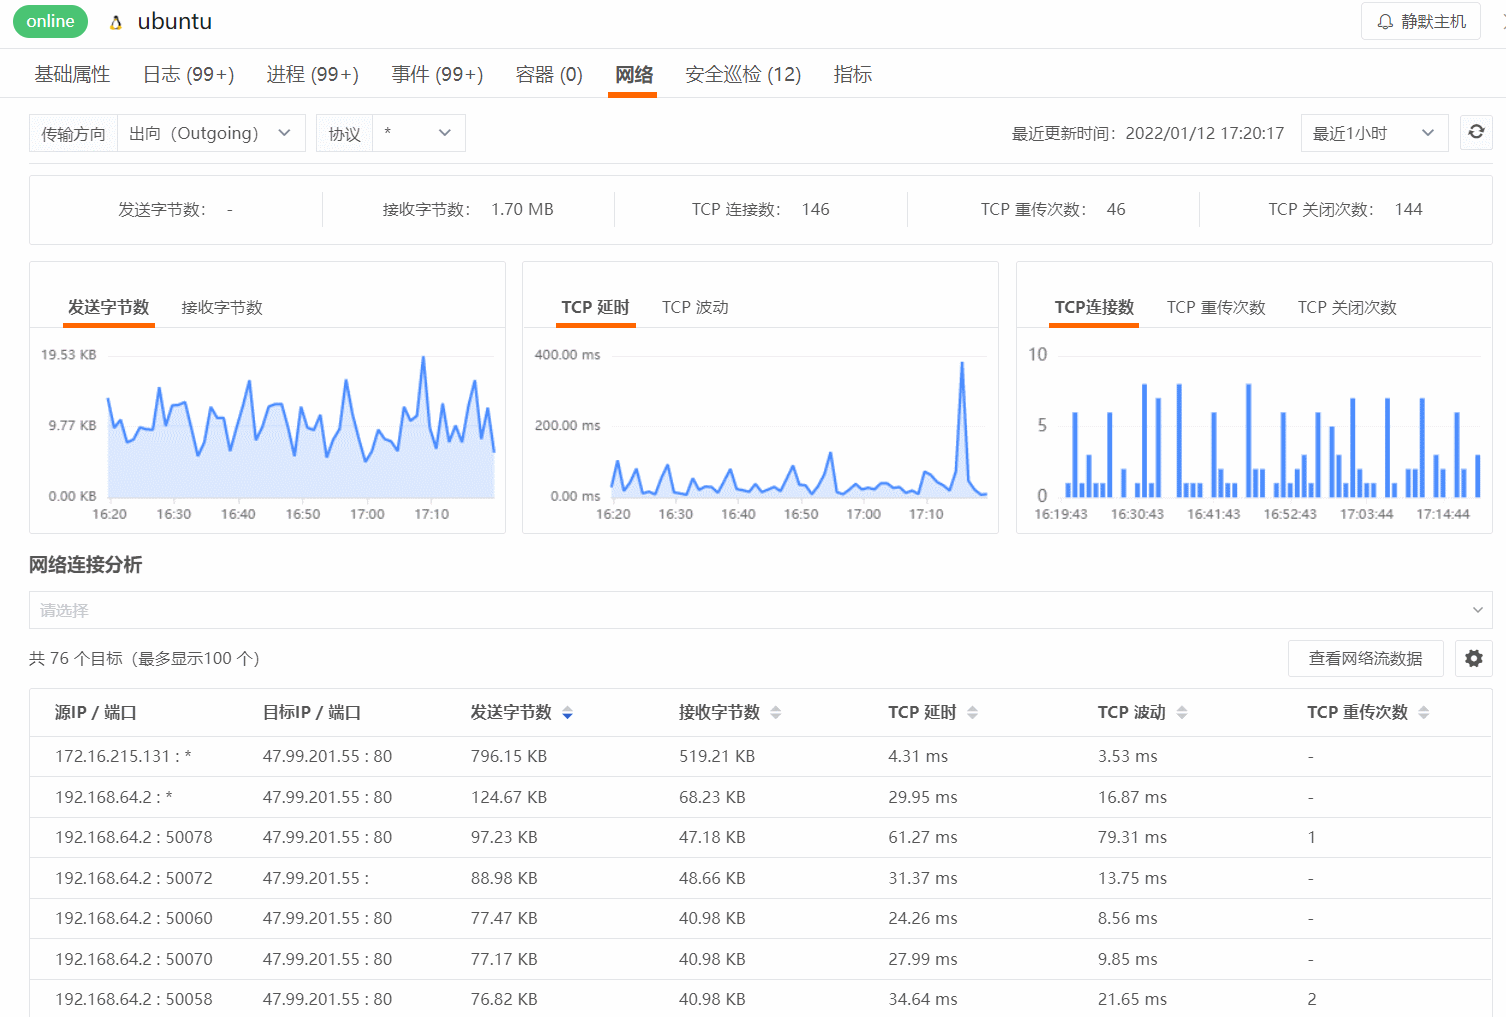 online ubuntu 静默主机
基础属性 日志 (99+) 进程 (99+) 事件 (99+) 容器 (0) 网络 安全巡检 (12) 指标
传输方向 出向（Outgoing） 协议 * 最近更新时间：2022/01/12 17:20:17 最近1小时
发送字节数： - 接收字节数： 1.70 MB TCP 连接数： 146 TCP 重传次数： 46 TCP 关闭次数： 144
发送字节数 接收字节数
19.53 KB
9.77 KB
0.00 KB
16:20 16:30 16:40 16:50 17:00 17:10
TCP 延时 TCP 波动
400.00 ms
200.00 ms
0.00 ms
16:20 16:30 16:40 16:50 17:00 17:10
TCP连接数 TCP 重传次数 TCP 关闭次数
10
5
0
16:19:43 16:30:43 16:41:43 16:52:43 17:03:44 17:14:44
网络连接分析
请选择
共 76 个目标（最多显示100 个） 查看网络流数据
源IP / 端口 目标IP / 端口 发送字节数 接收字节数 TCP 延时 TCP 波动 TCP 重传次数
172.16.215.131 : * 47.99.201.55 : 80 796.15 KB 519.21 KB 4.31 ms 3.53 ms -
192.168.64.2 : * 47.99.201.55 : 80 124.67 KB 68.23 KB 29.95 ms 16.87 ms -
192.168.64.2 : 50078 47.99.201.55 : 80 97.23 KB 47.18 KB 61.27 ms 79.31 ms 1
192.168.64.2 : 50072 47.99.201.55 : 88.98 KB 48.66 KB 31.37 ms 13.75 ms -
192.168.64.2 : 50060 47.99.201.55 : 80 77.47 KB 40.98 KB 24.26 ms 8.56 ms -
192.168.64.2 : 50070 47.99.201.55 : 80 77.17 KB 40.98 KB 27.99 ms 9.85 ms -
192.168.64.2 : 50058 47.99.201.55 : 80 76.82 KB 40.98 KB 34.64 ms 21.65 ms 2